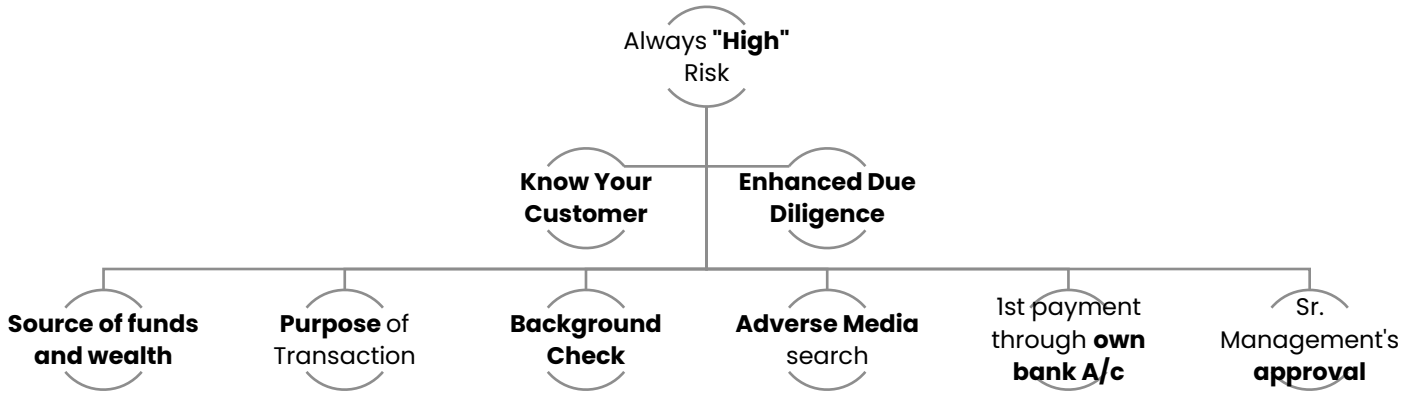 Always "High"
Risk
Know Your
Customer
Enhanced Due
Diligence
Source of funds
and wealth
Purpose of
Transaction
Background
Check
Adverse Media
search
1st payment
through own
bank A/c
Sr.
Management's
approval